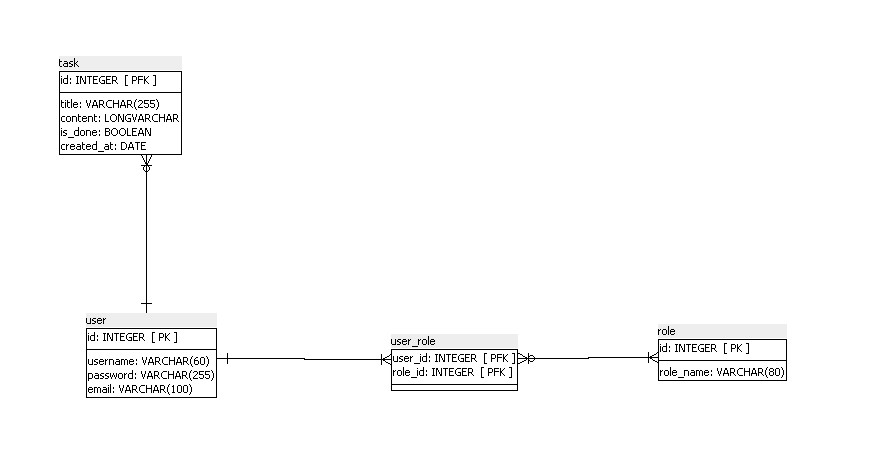 task
id: INTEGER [ PFK ]
title: VARCHAR(255)
content: LONGVARCHAR
is_done: BOOLEAN
created_at: DATE
user
id: INTEGER [ PK ]
username: VARCHAR(60)
password: VARCHAR(255)
email: VARCHAR(100)
user_role
user_id: INTEGER [ PFK ]
role_id: INTEGER [ PFK ]
role
id: INTEGER [ PK ]
role_name: VARCHAR(80)